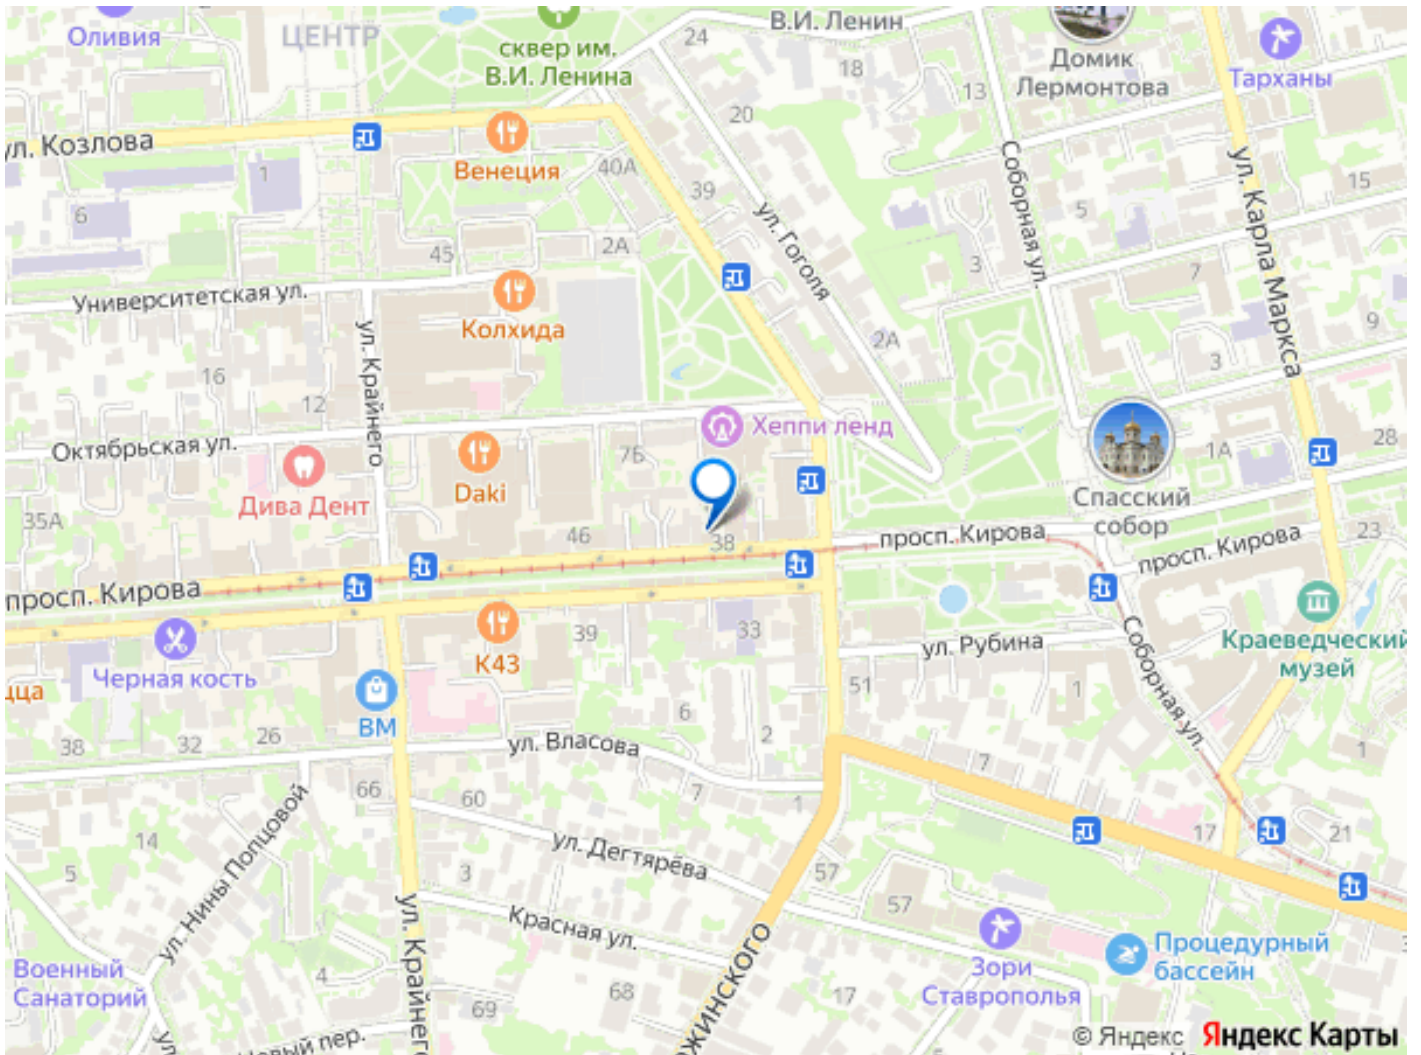 Оливия
ЦЕНТР
сквер им.
В.И. Ленина
24
В.И. Ленин
18
Домик
Лермонтова
Тарханы
13
20
ул. Козлова
Венеция
40А
39
1
6
45
2А
ул. Гоголя
Соборная ул.
5
3
15
7
ул. Карла Маркса
9
Университетская ул.
Колхида
ул. Крайнего
16
12
2А
3
Октябрьская ул.
Хеппи ленд
7Б
Дива Дент
Daki
35А
46
38
Спасский
собор
1А
28
23
просп. Кирова
просп. Кирова
просп. Кирова
39
33
К43
Черная кость
ВМ
ул. Рубина
Соборная ул.
Краеведческий
музей
51
1
38
32
26
6
2
ул. Власова
7
1
7
1
66
60
14
5
ул. Нины Попцовой
3
ул. Дегтярёва
57
57
17
21
ул. Крайнего
Красная ул.
Военный
Санаторий
4
69
68
17
Зори
Ставрополья
Процедурный
бассейн
© Яндекс
Яндекс Карты